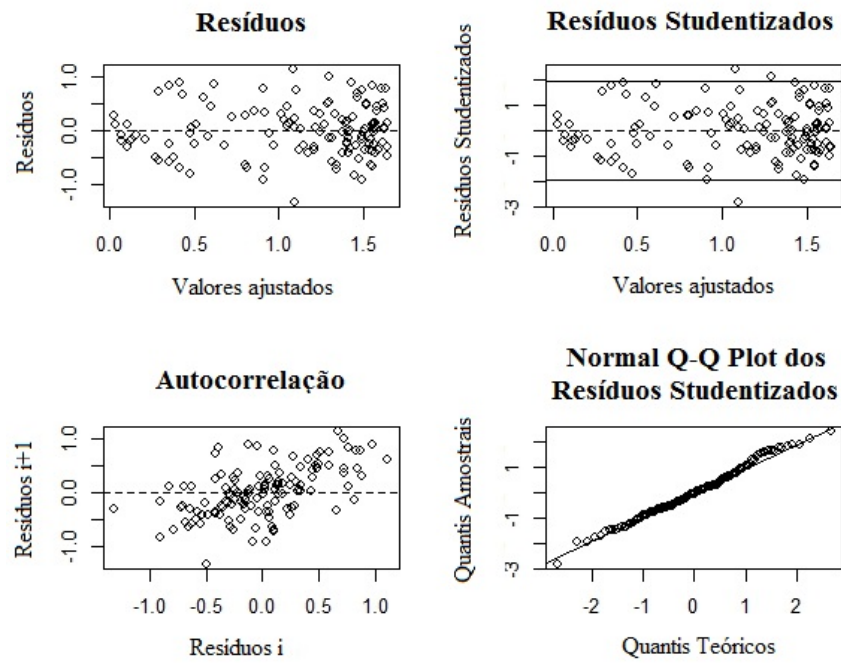 Resíduos
Resíduos
1.0
0.0
-1.0
0.0
0.5
1.0
1.5
Valores ajustados
Resíduos Studentizados
Resíduos Studentizados
1
-1
-3
0.0
0.5
1.0
1.5
Valores ajustados
Autocorrelação
Resíduos i+1
1.0
0.0
-1.0
-1.0
-0.5
0.0
0.5
1.0
Resíduos i
Normal Q-Q Plot dos
Resíduos Studentizados
Quantis Amostrais
1
-1
-3
-2
-1
0
1
2
Quantis Teóricos